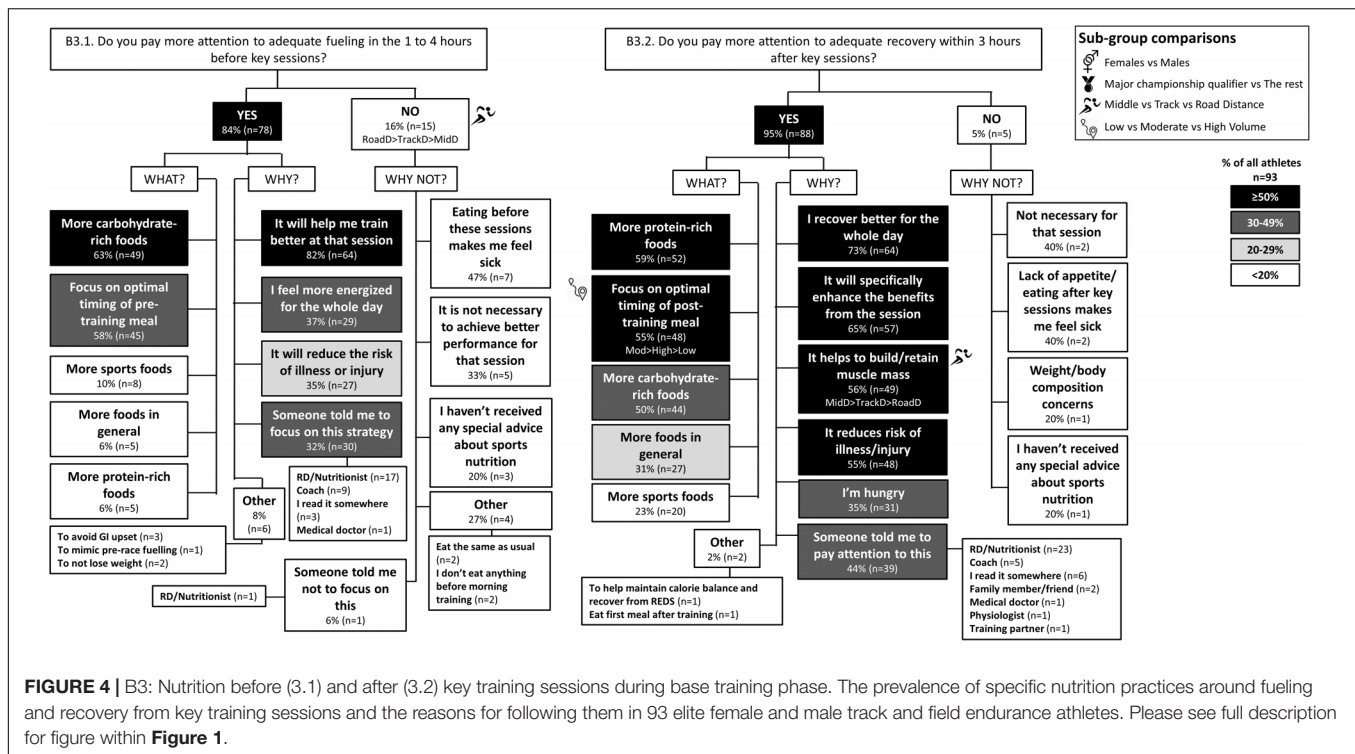 B3.1. Do you pay more attention to adequate fueling in the 1 to 4 hours
before key sessions?
YES
84% (n=78)
NO
16% (n=15)
RoadD>TrackD>MidD
WHAT?
WHY?
WHY NOT?
More carbohydrate-
rich foods
63% (n=49)
Focus on optimal
timing of pre-
training meal
58% (n=45)
More sports foods
10% (n=8)
More foods in
general
6% (n=5)
More protein-rich
foods
6% (n=5)
It will help me train
better at that session
82% (n=64)
I feel more energized
for the whole day
37% (n=29)
It will reduce the risk
of illness or injury
35% (n=27)
Someone told me to
focus on this strategy
32% (n=30)
RD/Nutritionist (n=17)
Coach (n=9)
I read it somewhere
(n=3)
Medical doctor (n=1)
Other
8%
(n=6)
To avoid GI upset (n=3)
To mimic pre-race fuelling (n=1)
To not lose weight (n=2)
Eating before
these sessions
makes me feel
sick
47% (n=7)
It is not necessary
to achieve better
performance for
that session
33% (n=5)
I haven't received
any special advice
about sports
nutrition
20% (n=3)
Other
27% (n=4)
Eat the same as usual
(n=2)
I don't eat anything
before morning
training (n=2)
Someone told me
not to focus on
this
6% (n=1)
RD/Nutritionist (n=1)
B3.2. Do you pay more attention to adequate recovery within 3 hours
after key sessions?
YES
95% (n=88)
NO
5% (n=5)
WHAT?
WHY?
WHY NOT?
More protein-rich
foods
59% (n=52)
Focus on optimal
timing of post-
training meal
55% (n=48)
Mod>High>Low
More carbohydrate-
rich foods
50% (n=44)
More foods in
general
31% (n=27)
More sports foods
23% (n=20)
I recover better for the
whole day
73% (n=64)
It will specifically
enhance the benefits
from the session
65% (n=57)
It helps to build/retain
muscle mass
56% (n=49)
MidD>TrackD>RoadD
It reduces risk of
illness/injury
55% (n=48)
I'm hungry
35% (n=31)
Someone told me to
pay attention to this
44% (n=39)
RD/Nutritionist (n=23)
Coach (n=5)
I read it somewhere (n=6)
Family member/friend (n=2)
Medical doctor (n=1)
Physiologist (n=1)
Training partner (n=1)
Other
2% (n=2)
To help maintain calorie balance and
recover from REDS (n=1)
Eat first meal after training (n=1)
Not necessary for
that session
40% (n=2)
Lack of appetite/
eating after key
sessions makes
me feel sick
40% (n=2)
Weight/body
composition
concerns
20% (n=1)
I haven't received
any special advice
about sports
nutrition
20% (n=1)
Sub-group comparisons
Females vs Males
Major championship qualifier vs The rest
Middle vs Track vs Road Distance
Low vs Moderate vs High Volume
% of all athletes
n=93
≥50%
30-49%
20-29%
<20%
FIGURE 4 | B3: Nutrition before (3.1) and after (3.2) key training sessions during base training phase. The prevalence of specific nutrition practices around fueling
and recovery from key training sessions and the reasons for following them in 93 elite female and male track and field endurance athletes. Please see full description
for figure within Figure 1.